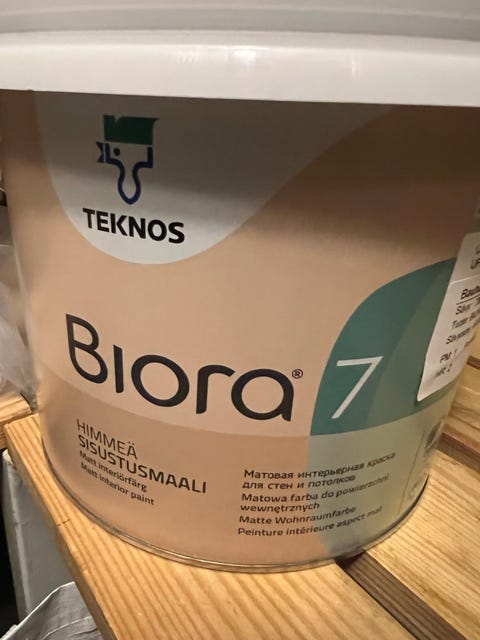 TEKNOS
Biora®
7
HIMMEÄ
SISUSTUSMAALI
Matt interiörfärg
Matt interior paint
Матовая интерьерная краска
для стен и потолков
Matowa farba do powierzchni
wewnętrznych
Matte Wohnraumfarbe
Peinture intérieure aspect mat